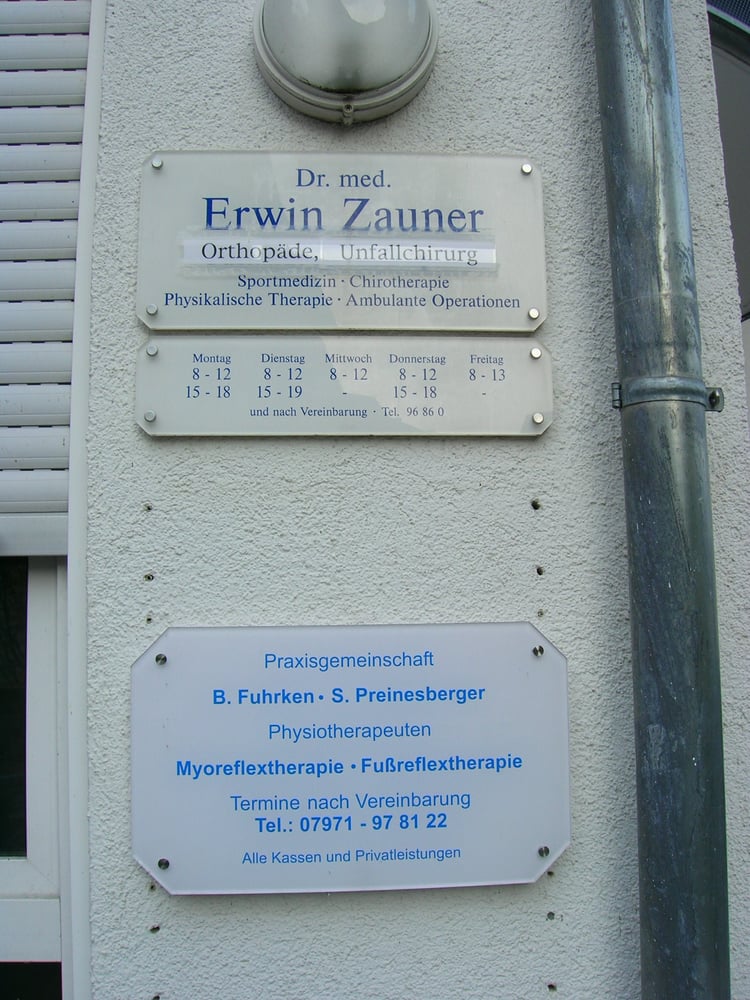 Dr. med.
Erwin Zauner
Orthopäde, Unfallchirurg
Sportmedizin · Chirotherapie
Physikalische Therapie · Ambulante Operationen
Montag Dienstag Mittwoch Donnerstag Freitag
8 - 12 8 - 12 8 - 12 8 - 12 8 - 13
15 - 18 15 - 19 - 15 - 18 -
und nach Vereinbarung · Tel. 96 86 0
Praxisgemeinschaft
B. Fuhrken • S. Preinesberger
Physiotherapeuten
Myoreflextherapie • Fußreflextherapie
Termine nach Vereinbarung
Tel.: 07971 - 97 81 22
Alle Kassen und Privatleistungen